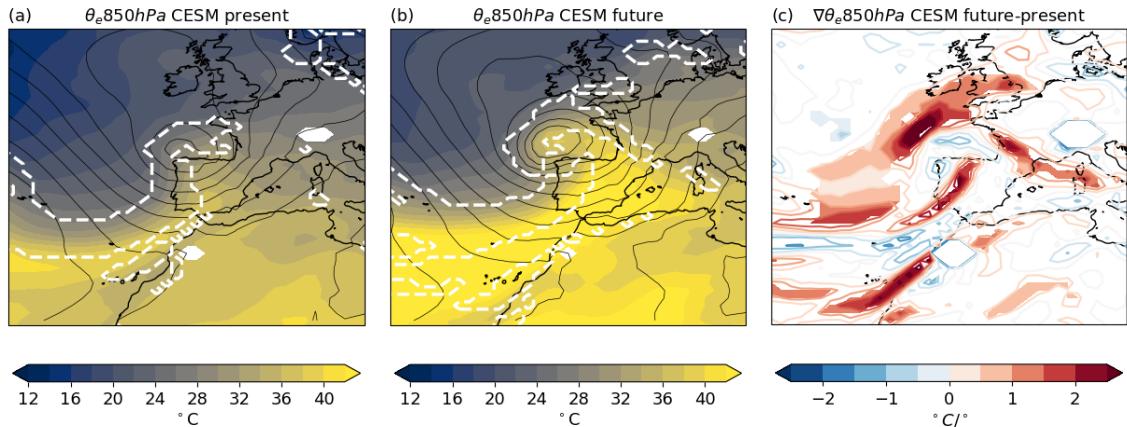 (a) θe850hPa CESM present
(b) θe850hPa CESM future
(c) ∇θe850hPa CESM future-present
12 16 20 24 28 32 36 40
°C
12 16 20 24 28 32 36 40
°C
−2 −1 0 1 2
°C/°